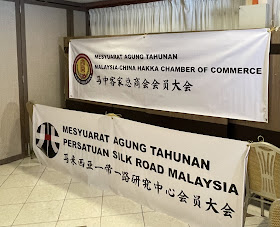 MESYUARAT AGUNG TAHUNAN
MALAYSIA-CHINA HAKKA CHAMBER OF COMMERCE
马中客家总商会会员大会
MESYUARAT AGUNG TAHUNAN
PERSATUAN SILK ROAD MALAYSIA
马来西亚一带一路研究中心会员大会